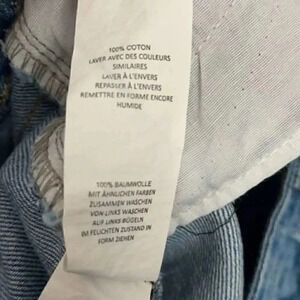 100% COTON
LAVER AVEC DES COULEURS
SIMILAIRES
LAVER À L'ENVERS
REPASSER À L'ENVERS
REMETTRE EN FORME ENCORE
HUMIDE
100% BAUMWOLLE
MIT ÄHNLICHEN FARBEN
ZUSAMMEN WASCHEN
VON LINKS WASCHEN
AUF LINKS BÜGELN
IM FEUCHTEN ZUSTAND IN
FORM ZIEHEN